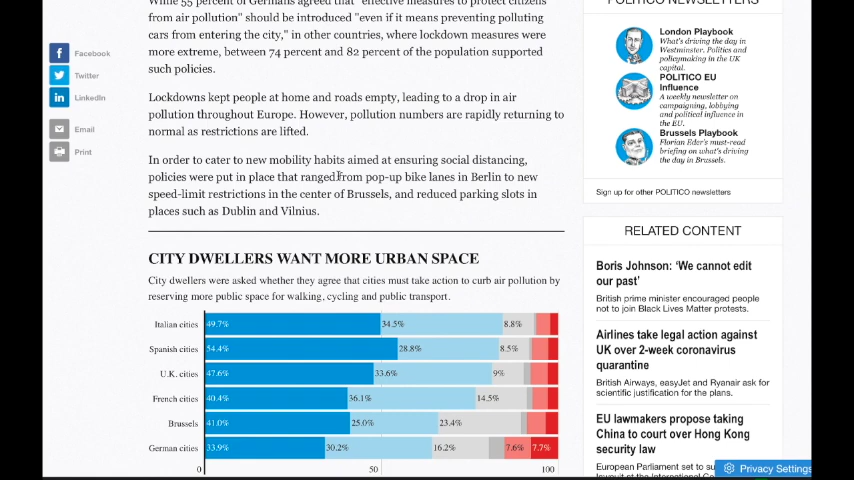 While 55 percent of Germans agreed that "effective measures to protect citizens
from air pollution" should be introduced "even if it means preventing polluting
cars from entering the city," in other countries, where lockdown measures were
more extreme, between 74 percent and 82 percent of the population supported
such policies.
Lockdowns kept people at home and roads empty, leading to a drop in air
pollution throughout Europe. However, pollution numbers are rapidly returning to
normal as restrictions are lifted.
In order to cater to new mobility habits aimed at ensuring social distancing,
policies were put in place that ranged from pop-up bike lanes in Berlin to new
speed-limit restrictions in the center of Brussels, and reduced parking slots in
places such as Dublin and Vilnius.
CITY DWELLERS WANT MORE URBAN SPACE
City dwellers were asked whether they agree that cities must take action to curb air pollution by
reserving more public space for walking, cycling and public transport.
Italian cities 49.7% 34.5% 8.8%
Spanish cities 54.4% 28.8% 8.5%
U.K. cities 47.6% 33.6% 9%
French cities 40.4% 36.1% 14.5%
Brussels 41.0% 25.0% 23.4%
German cities 33.9% 30.2% 16.2% 7.6% 7.7%
0 50 100
Facebook
Twitter
LinkedIn
Email
Print
POLITICO NEWSLETTERS
London Playbook
What's driving the day in
Westminster. Politics and
policymaking in the UK
capital.
POLITICO EU
Influence
A weekly newsletter on
campaigning, lobbying
and political influence in
the EU.
Brussels Playbook
Florian Eder's must-read
briefing on what's driving
the day in Brussels.
Sign up for other POLITICO newsletters
RELATED CONTENT
Boris Johnson: 'We cannot edit
our past'
British prime minister encouraged people
not to join Black Lives Matter protests.
Airlines take legal action against
UK over 2-week coronavirus
quarantine
British Airways, easyJet and Ryanair ask for
scientific justification for the plans.
EU lawmakers propose taking
China to court over Hong Kong
security law
European Parliament set to
Privacy Settings